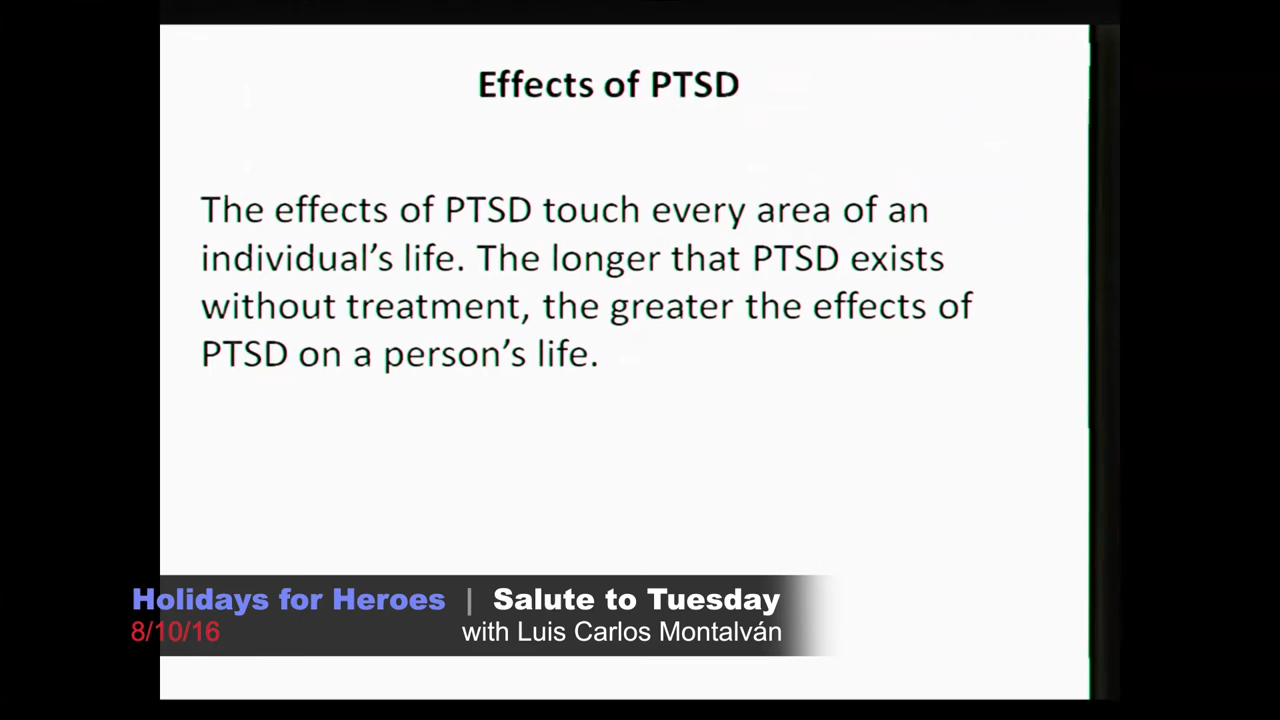 Effects of PTSD
The effects of PTSD touch every area of an
individual’s life. The longer that PTSD exists
without treatment, the greater the effects of
PTSD on a person’s life.
Holidays for Heroes | Salute to Tuesday
8/10/16 with Luis Carlos Montalván